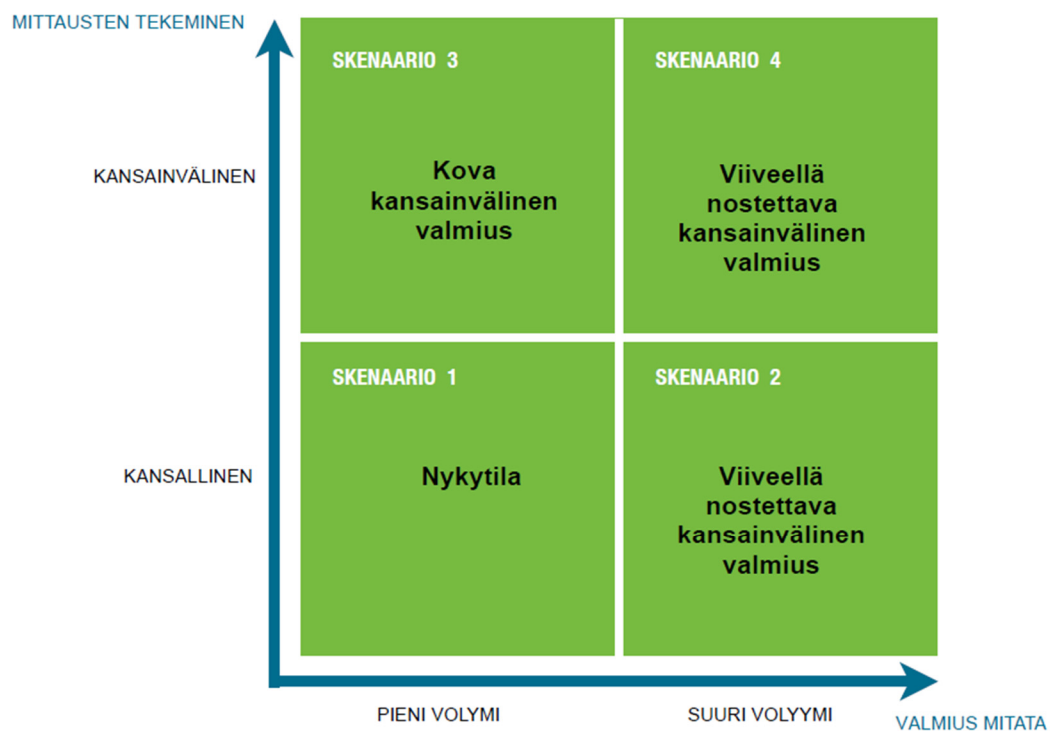 MITTAUSTEN TEKEMINEN
SKENAARIO 3
SKENAARIO 4
KANSAINVÄLINEN
Kova
kansainvälinen
valmius
Viiveellä
nostettava
kansainvälinen
valmius
SKENAARIO 1
SKENAARIO 2
KANSALLINEN
Nykytila
Viiveellä
nostettava
kansainvälinen
valmius
PIENI VOLYMI
SUURI VOLYYMI
VALMIUS MITATA